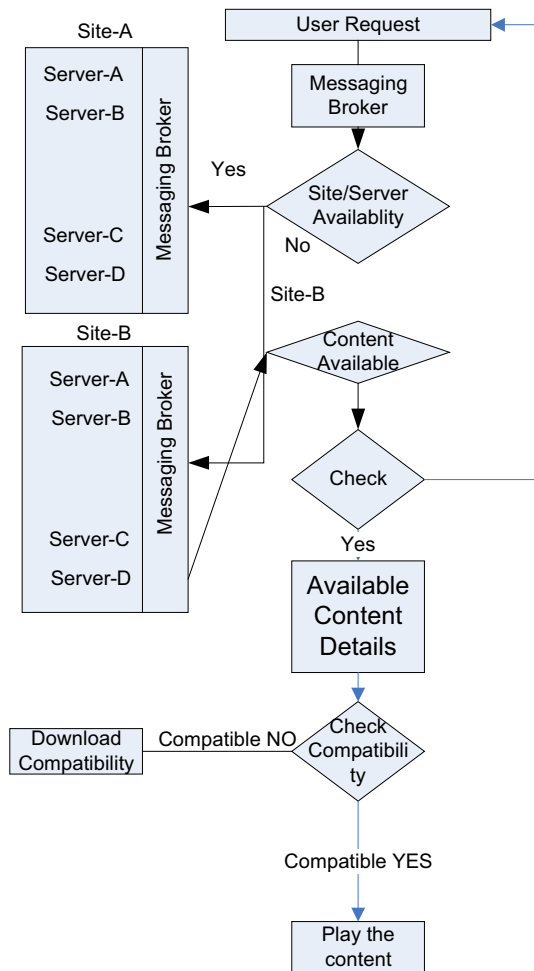 User Request
Site-A
Server-A
Server-B
Server-C
Server-D
Messaging Broker
Messaging
Broker
Yes
Site/Server
Availablity
No
Site-B
Site-B
Server-A
Server-B
Server-C
Server-D
Messaging Broker
Content
Available
Check
Yes
Available
Content
Details
Check
Compatibili
ty
Compatible NO
Download
Compatibility
Compatible YES
Play the
content